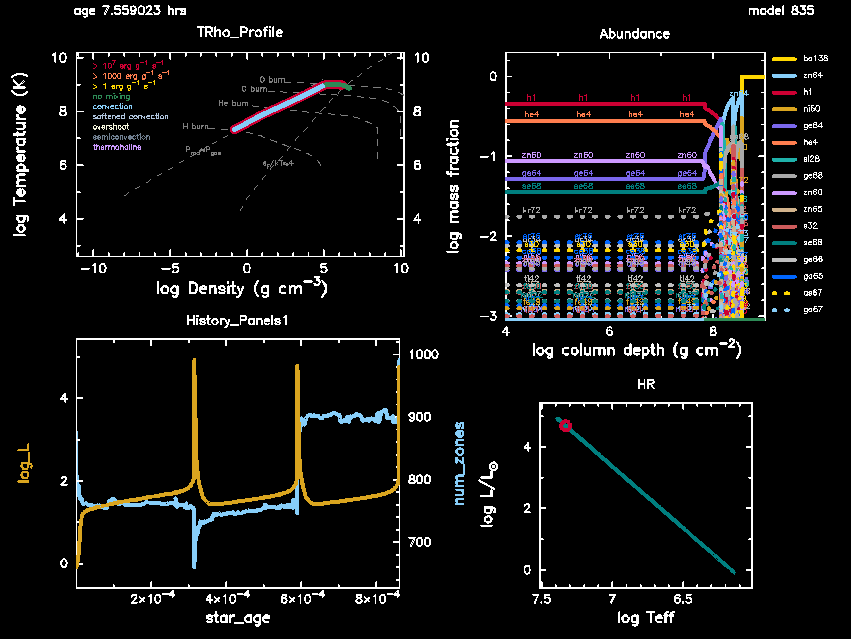 age 7.559023 hrs
model 835
TRho_Profile
> 10⁷ erg g⁻¹ s⁻¹
> 1000 erg g⁻¹ s⁻¹
> 1 erg g⁻¹ s⁻¹
no mixing
convection
softened convection
overshoot
semiconvection
thermohaline
O burn
C burn
He burn
H burn
log Temperature (K)
10
8
6
4
10
8
6
4
−10
−5
0
5
10
log Density (g cm⁻³)
Abundance
log mass fraction
0
−1
−2
−3
h1 h1 h1 h1
he4 he4 he4 he4
zn60 zn60 zn60 zn60
ge64 ge64 ge64 ge64
se68 se68 se68 se68
kr72 kr72 kr72 kr72
4
6
8
log column depth (g cm⁻²)
ba138
zn64
h1
ni60
ge64
he4
si28
ge68
zn60
zn65
s32
se68
ge66
ga65
as67
ge67
History_Panels1
log_L
4
2
0
1000
900
800
700
num_zones
2×10⁻⁴
4×10⁻⁴
6×10⁻⁴
8×10⁻⁴
star_age
HR
log L/L☉
4
2
0
7.5
7
6.5
log Teff